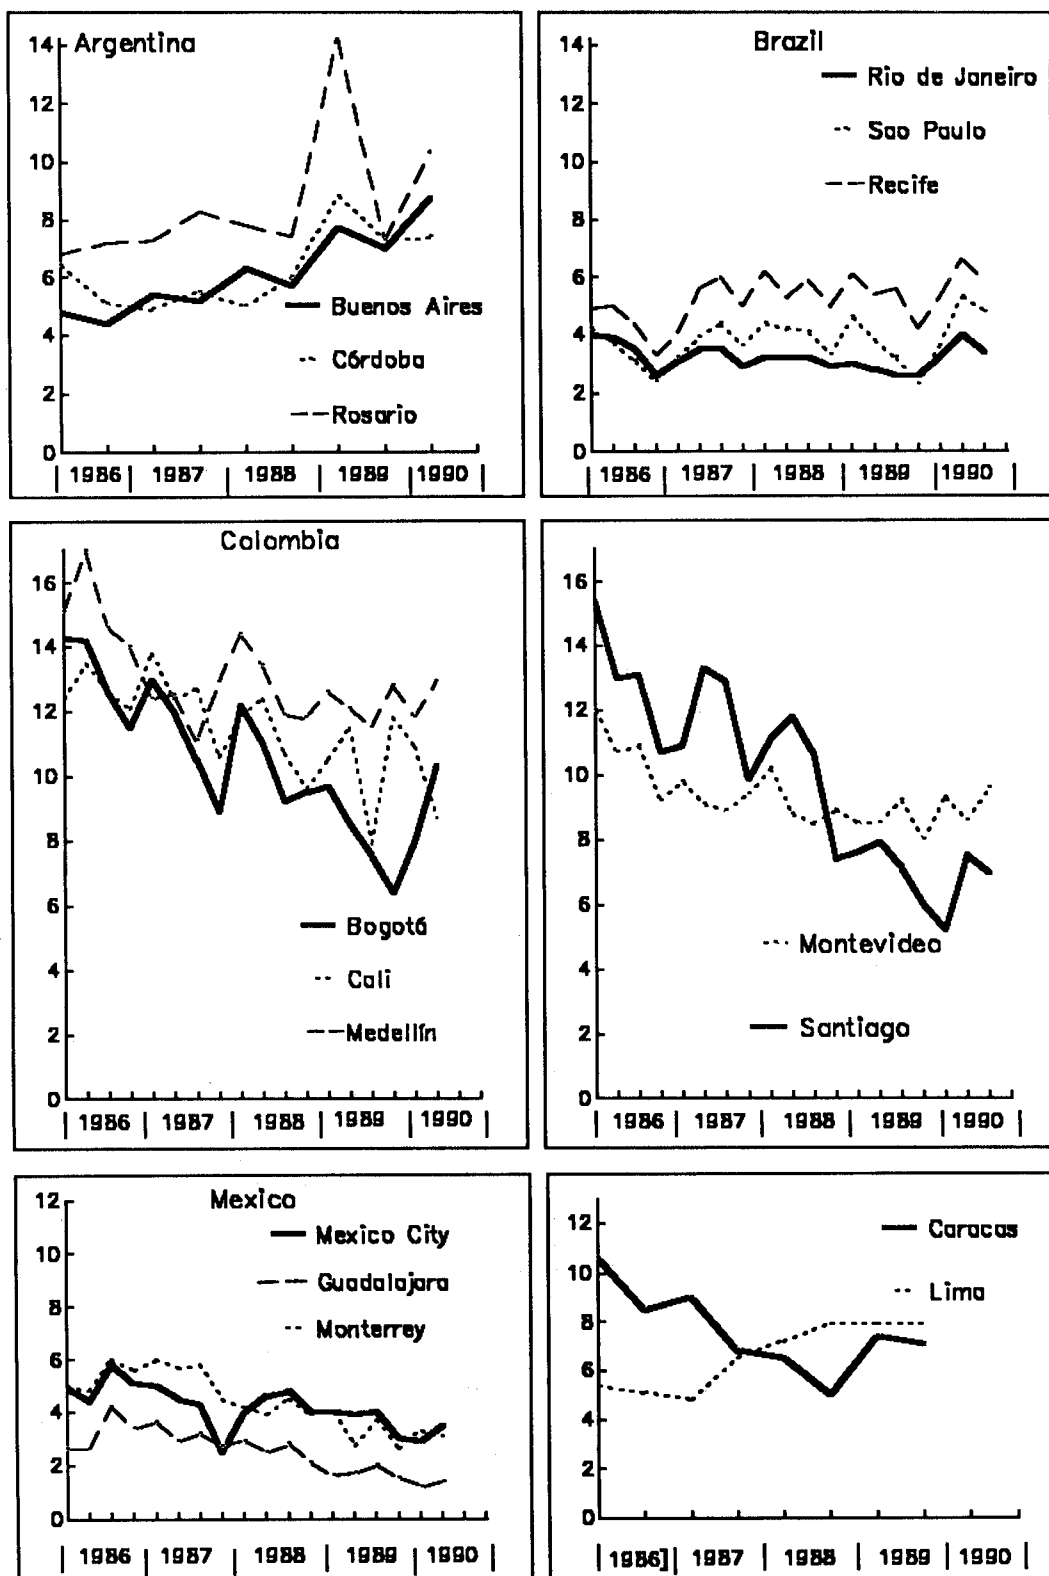 Argentina
14
12
10
8
6
4
2
0
Buenos Aires
Córdoba
Rosario
1986 1987 1988 1989 1990
Brazil
14
12
10
8
6
4
2
0
Rio de Janeiro
Sao Paulo
Recife
1986 1987 1988 1989 1990
Colombia
16
14
12
10
8
6
4
2
0
Bogotá
Cali
Medellín
1986 1987 1988 1989 1990
16
14
12
10
8
6
4
2
0
Montevideo
Santiago
1986 1987 1988 1989 1990
Mexico
12
10
8
6
4
2
0
Mexico City
Guadalajara
Monterrey
1986 1987 1988 1989 1990
12
10
8
6
4
2
0
Caracas
Lima
1986] 1987 1988 1989 1990